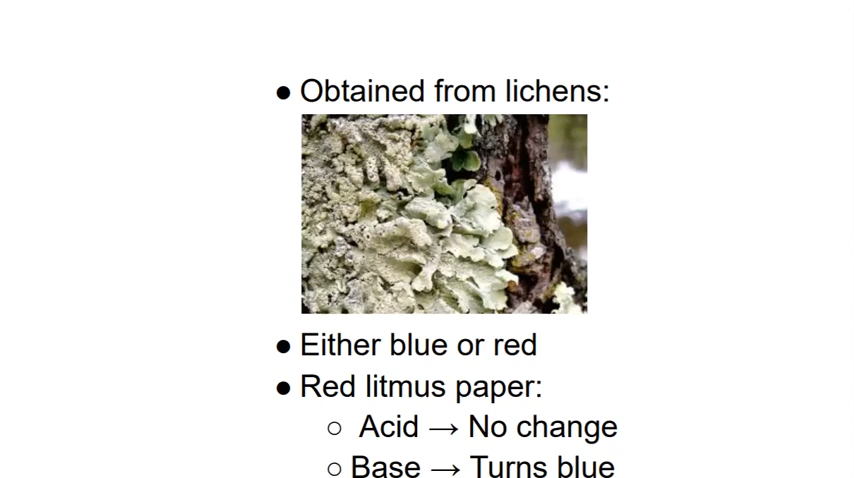 ● Obtained from lichens:
● Either blue or red
● Red litmus paper:
○ Acid → No change
○ Base → Turns blue